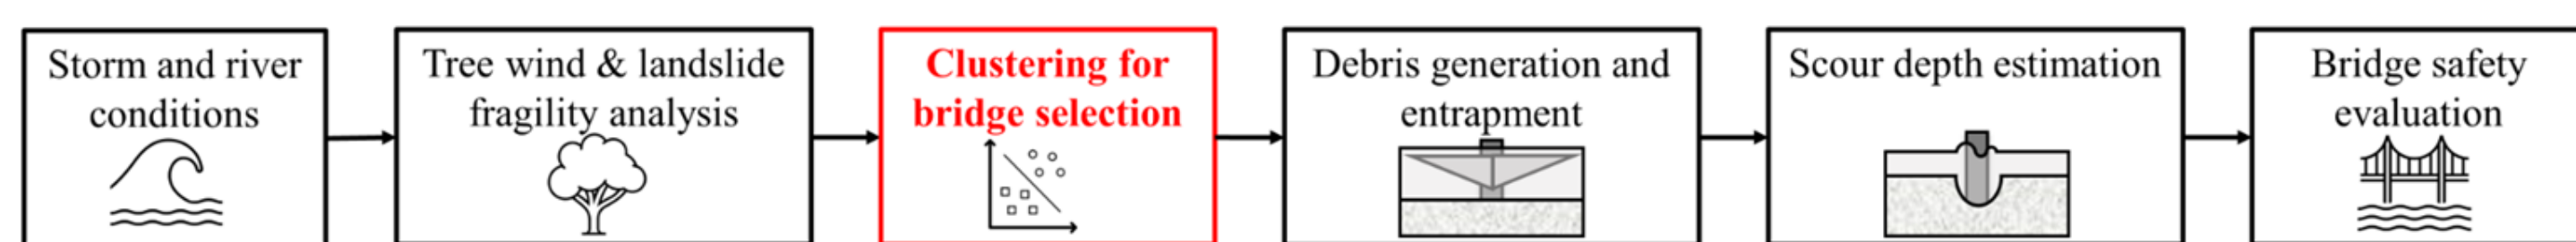 Storm and river
conditions
Tree wind & landslide
fragility analysis
Clustering for
bridge selection
Debris generation and
entrapment
Scour depth estimation
Bridge safety
evaluation